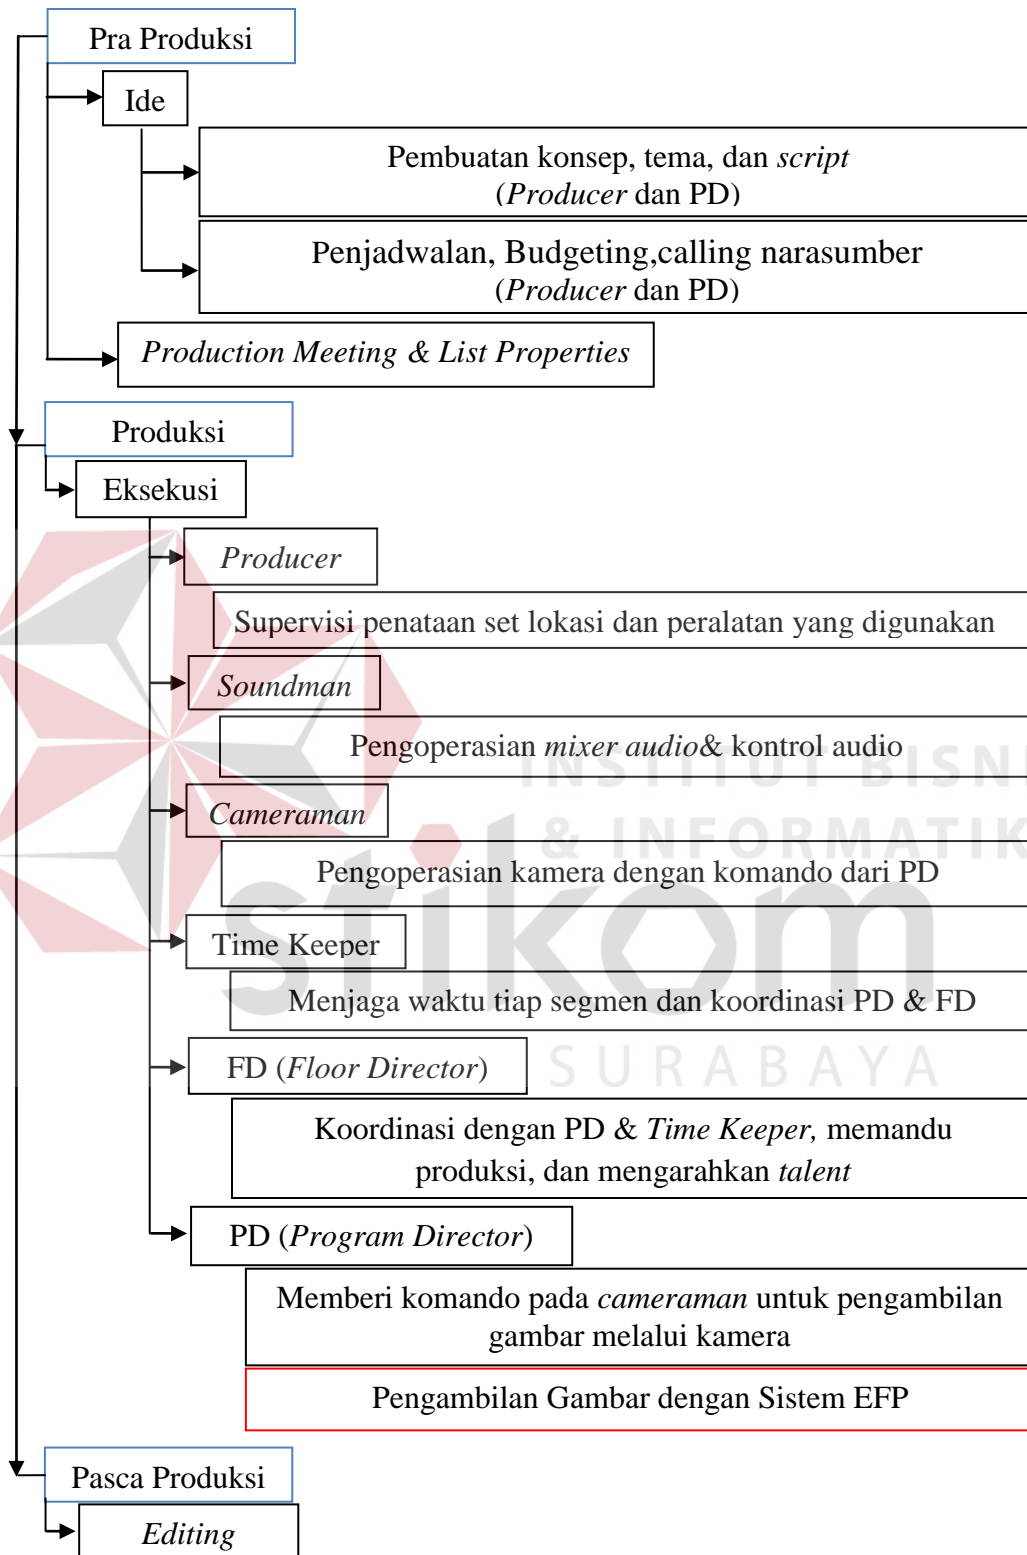 Pra Produksi
Ide
Pembuatan konsep, tema, dan script
(Producer dan PD)
Penjadwalan, Budgeting,calling narasumber
(Producer dan PD)
Production Meeting & List Properties
Produksi
Eksekusi
Producer
Supervisi penataan set lokasi dan peralatan yang digunakan
Soundman
Pengoperasian mixer audio& kontrol audio
INSTITUT BISNI
Cameraman
& INFORMATIK
Pengoperasian kamera dengan komando dari PD
stikom
Time Keeper
Menjaga waktu tiap segmen dan koordinasi PD & FD
SURABAYA
FD (Floor Director)
Koordinasi dengan PD & Time Keeper, memandu
produksi, dan mengarahkan talent
PD (Program Director)
Memberi komando pada cameraman untuk pengambilan
gambar melalui kamera
Pengambilan Gambar dengan Sistem EFP
Pasca Produksi
Editing